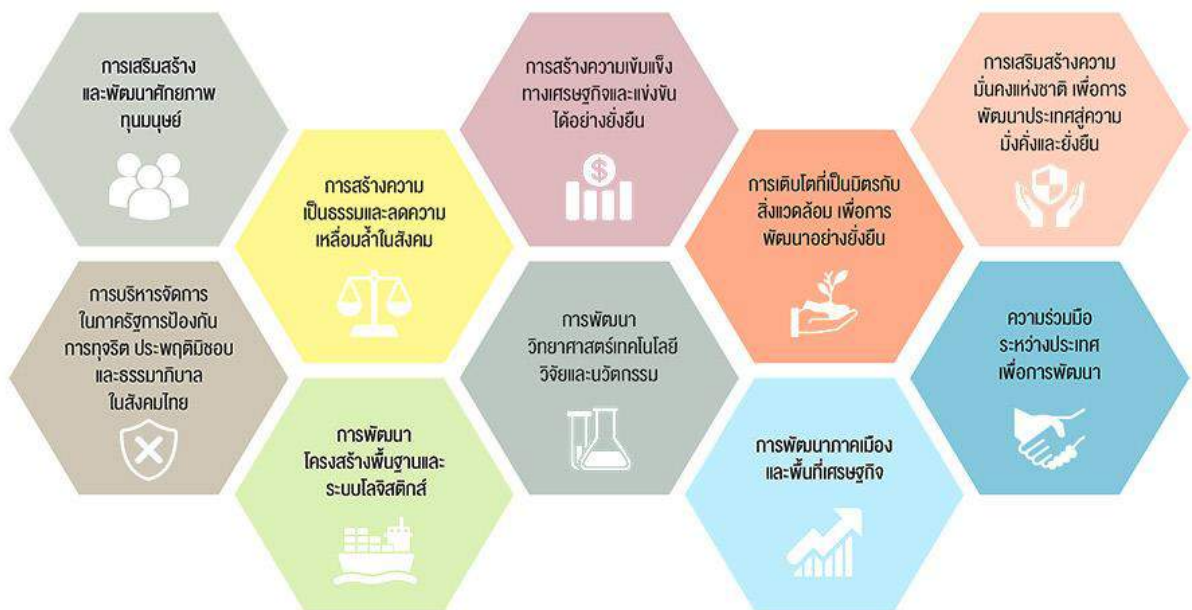 การเสริมสร้าง
และพัฒนาศักยภาพ
ทุนมนุษย์
การสร้างความ
เป็นธรรมและลดความ
เหลื่อมล้ำในสังคม
การสร้างความเข้มแข็ง
ทางเศรษฐกิจและแข่งขัน
ได้อย่างยั่งยืน
$
การเติบโตที่เป็นมิตรกับ
สิ่งแวดล้อม เพื่อการ
พัฒนาอย่างยั่งยืน
การเสริมสร้างความ
มั่นคงแห่งชาติ เพื่อการ
พัฒนาประเทศสู่ความ
มั่งคั่งและยั่งยืน
การบริหารจัดการ
ในภาครัฐการป้องกัน
การทุจริต ประพฤติมิชอบ
และธรรมาภิบาล
ในสังคมไทย
การพัฒนา
โครงสร้างพื้นฐานและ
ระบบโลจิสติกส์
การพัฒนา
วิทยาศาสตร์เทคโนโลยี
วิจัยและนวัตกรรม
การพัฒนาภาคเมือง
และพื้นที่เศรษฐกิจ
ความร่วมมือ
ระหว่างประเทศ
เพื่อการพัฒนา